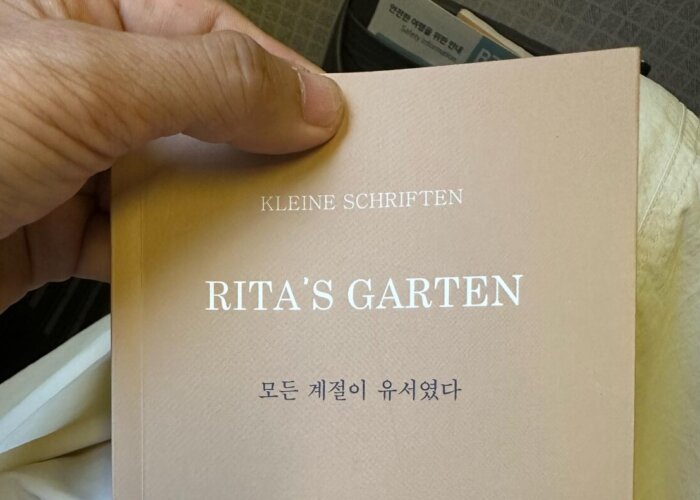 안전한 여행을 위한 안내
Safety information
KLEINE SCHRIFTEN
RITA'S GARTEN
모든 계절이 유서였다